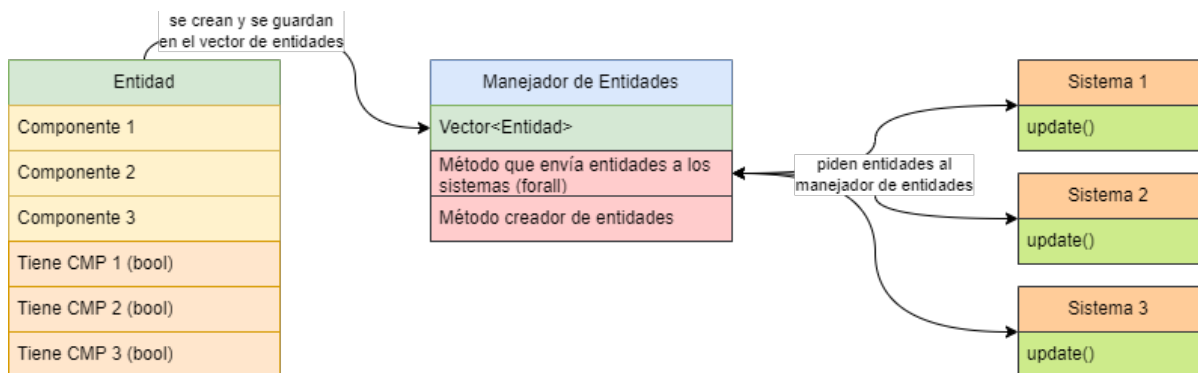 se crean y se guardan
en el vector de entidades
Entidad
Componente 1
Componente 2
Componente 3
Tiene CMP 1 (bool)
Tiene CMP 2 (bool)
Tiene CMP 3 (bool)
Manejador de Entidades
Vector<Entidad>
Método que envía entidades a los
sistemas (forall)
Método creador de entidades
piden entidades al
manejador de entidades
Sistema 1
update()
Sistema 2
update()
Sistema 3
update()